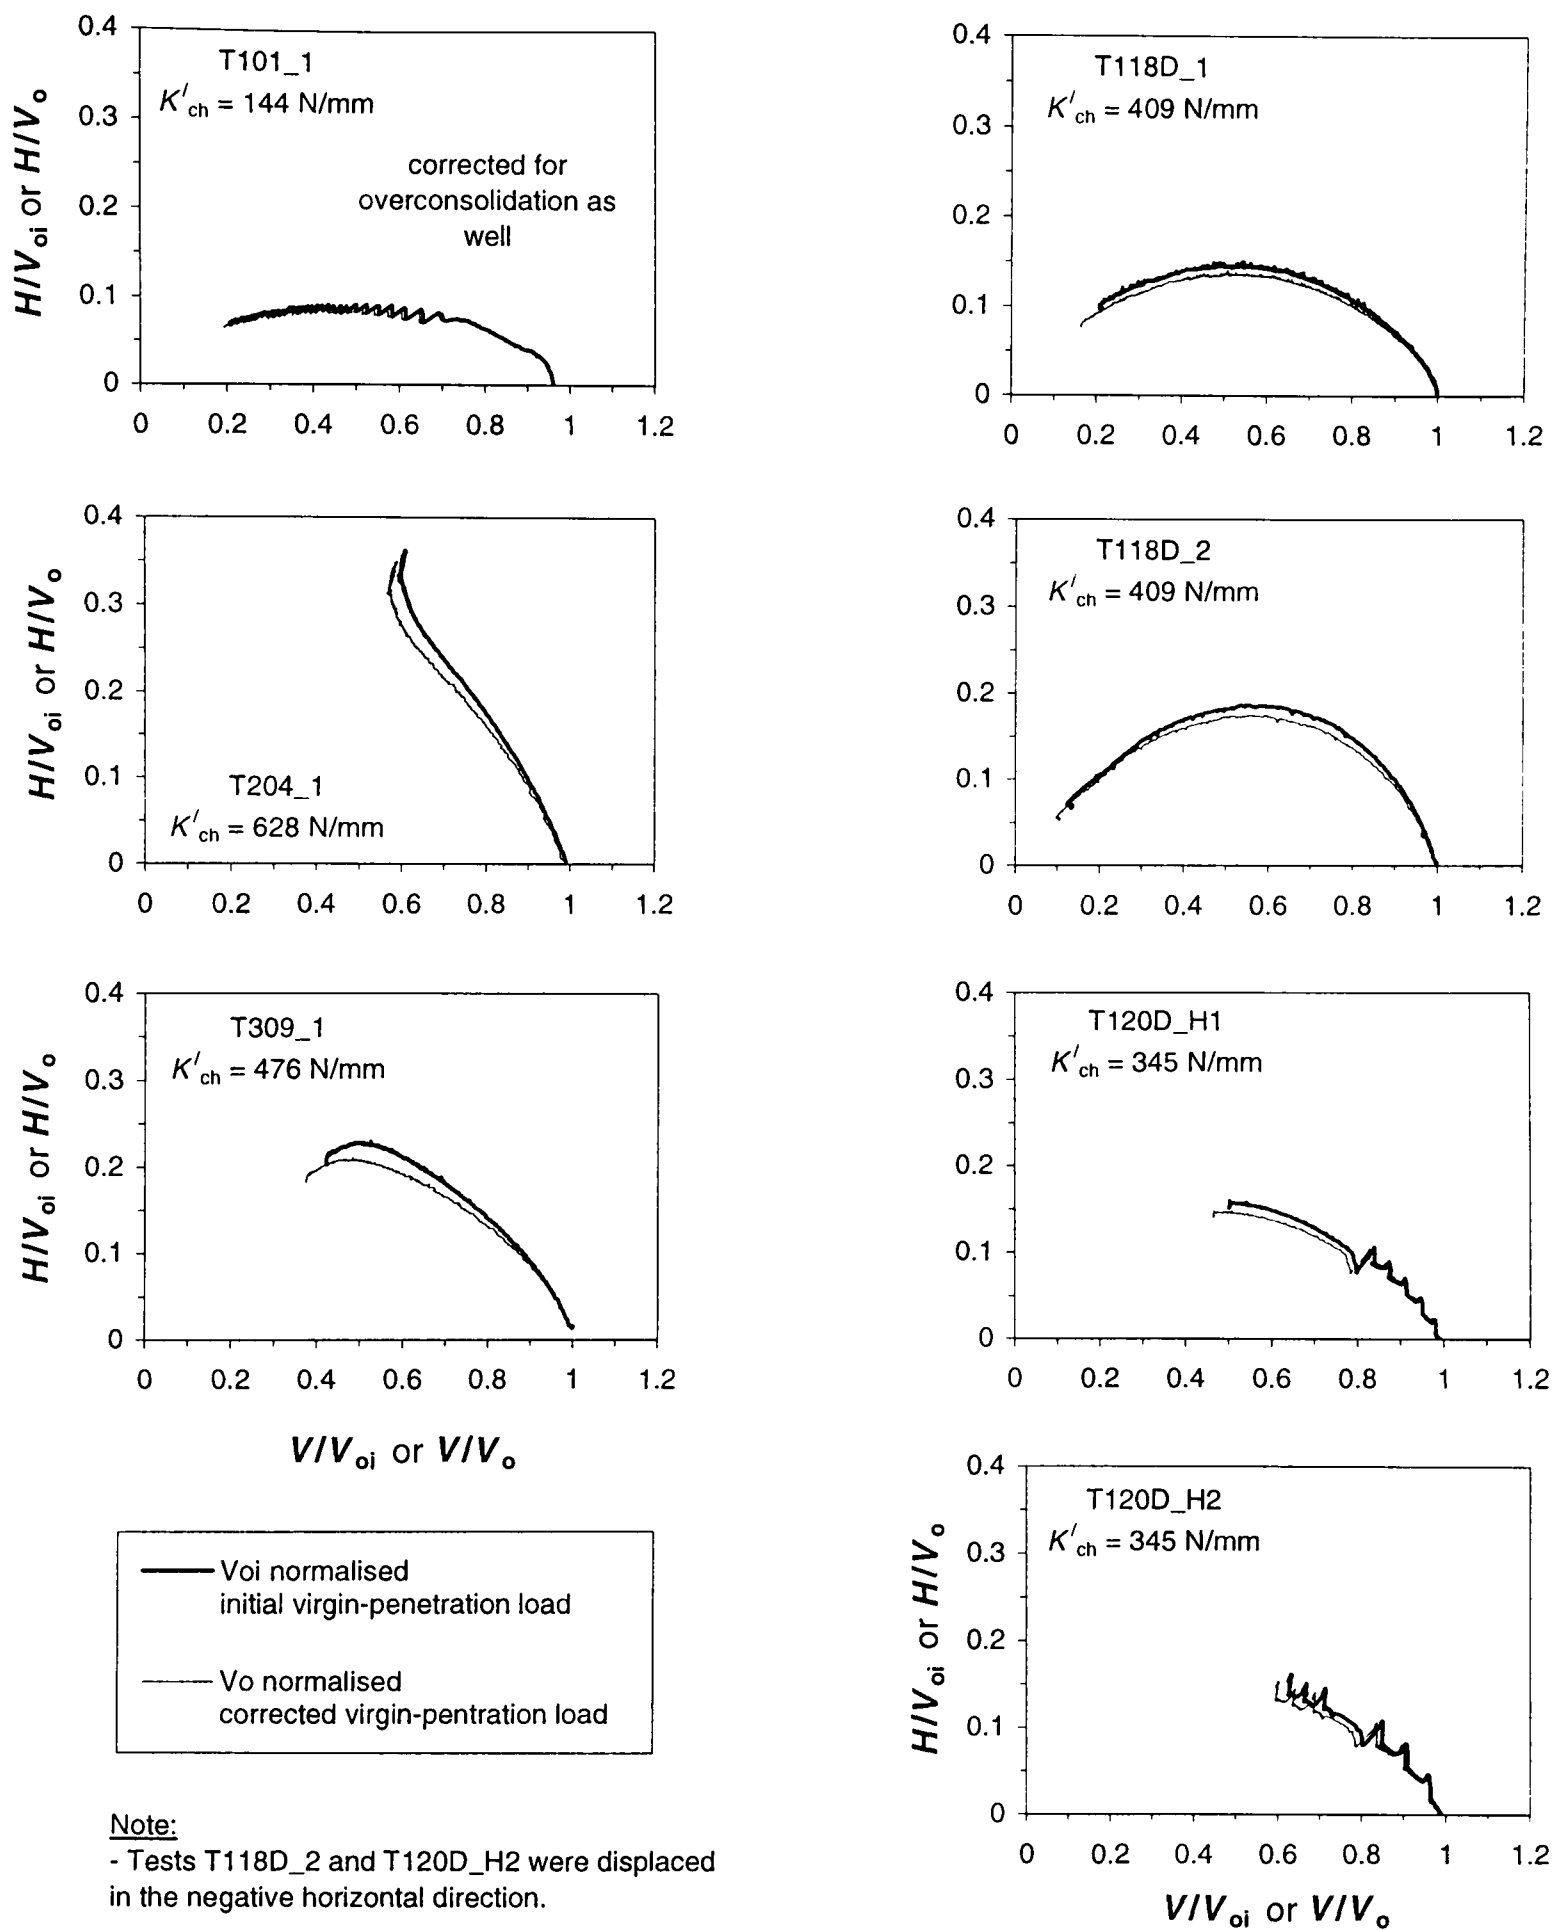 0.4
0.3
0.2
0.1
0
H/Voi or H/Vo
T101_1
K′ch = 144 N/mm
corrected for
overconsolidation as
well
0 0.2 0.4 0.6 0.8 1 1.2
0.4
0.3
0.2
0.1
0
T118D_1
K′ch = 409 N/mm
0 0.2 0.4 0.6 0.8 1 1.2
0.4
0.3
0.2
0.1
0
H/Voi or H/Vo
T204_1
K′ch = 628 N/mm
0 0.2 0.4 0.6 0.8 1 1.2
0.4
0.3
0.2
0.1
0
T118D_2
K′ch = 409 N/mm
0 0.2 0.4 0.6 0.8 1 1.2
0.4
0.3
0.2
0.1
0
H/Voi or H/Vo
T309_1
K′ch = 476 N/mm
0 0.2 0.4 0.6 0.8 1 1.2
V/Voi or V/Vo
0.4
0.3
0.2
0.1
0
T120D_H1
K′ch = 345 N/mm
0 0.2 0.4 0.6 0.8 1 1.2
0.4
0.3
0.2
0.1
0
H/Voi or H/Vo
T120D_H2
K′ch = 345 N/mm
0 0.2 0.4 0.6 0.8 1 1.2
V/Voi or V/Vo
Voi normalised
initial virgin-penetration load
Vo normalised
corrected virgin-pentration load
Note:
- Tests T118D_2 and T120D_H2 were displaced
in the negative horizontal direction.